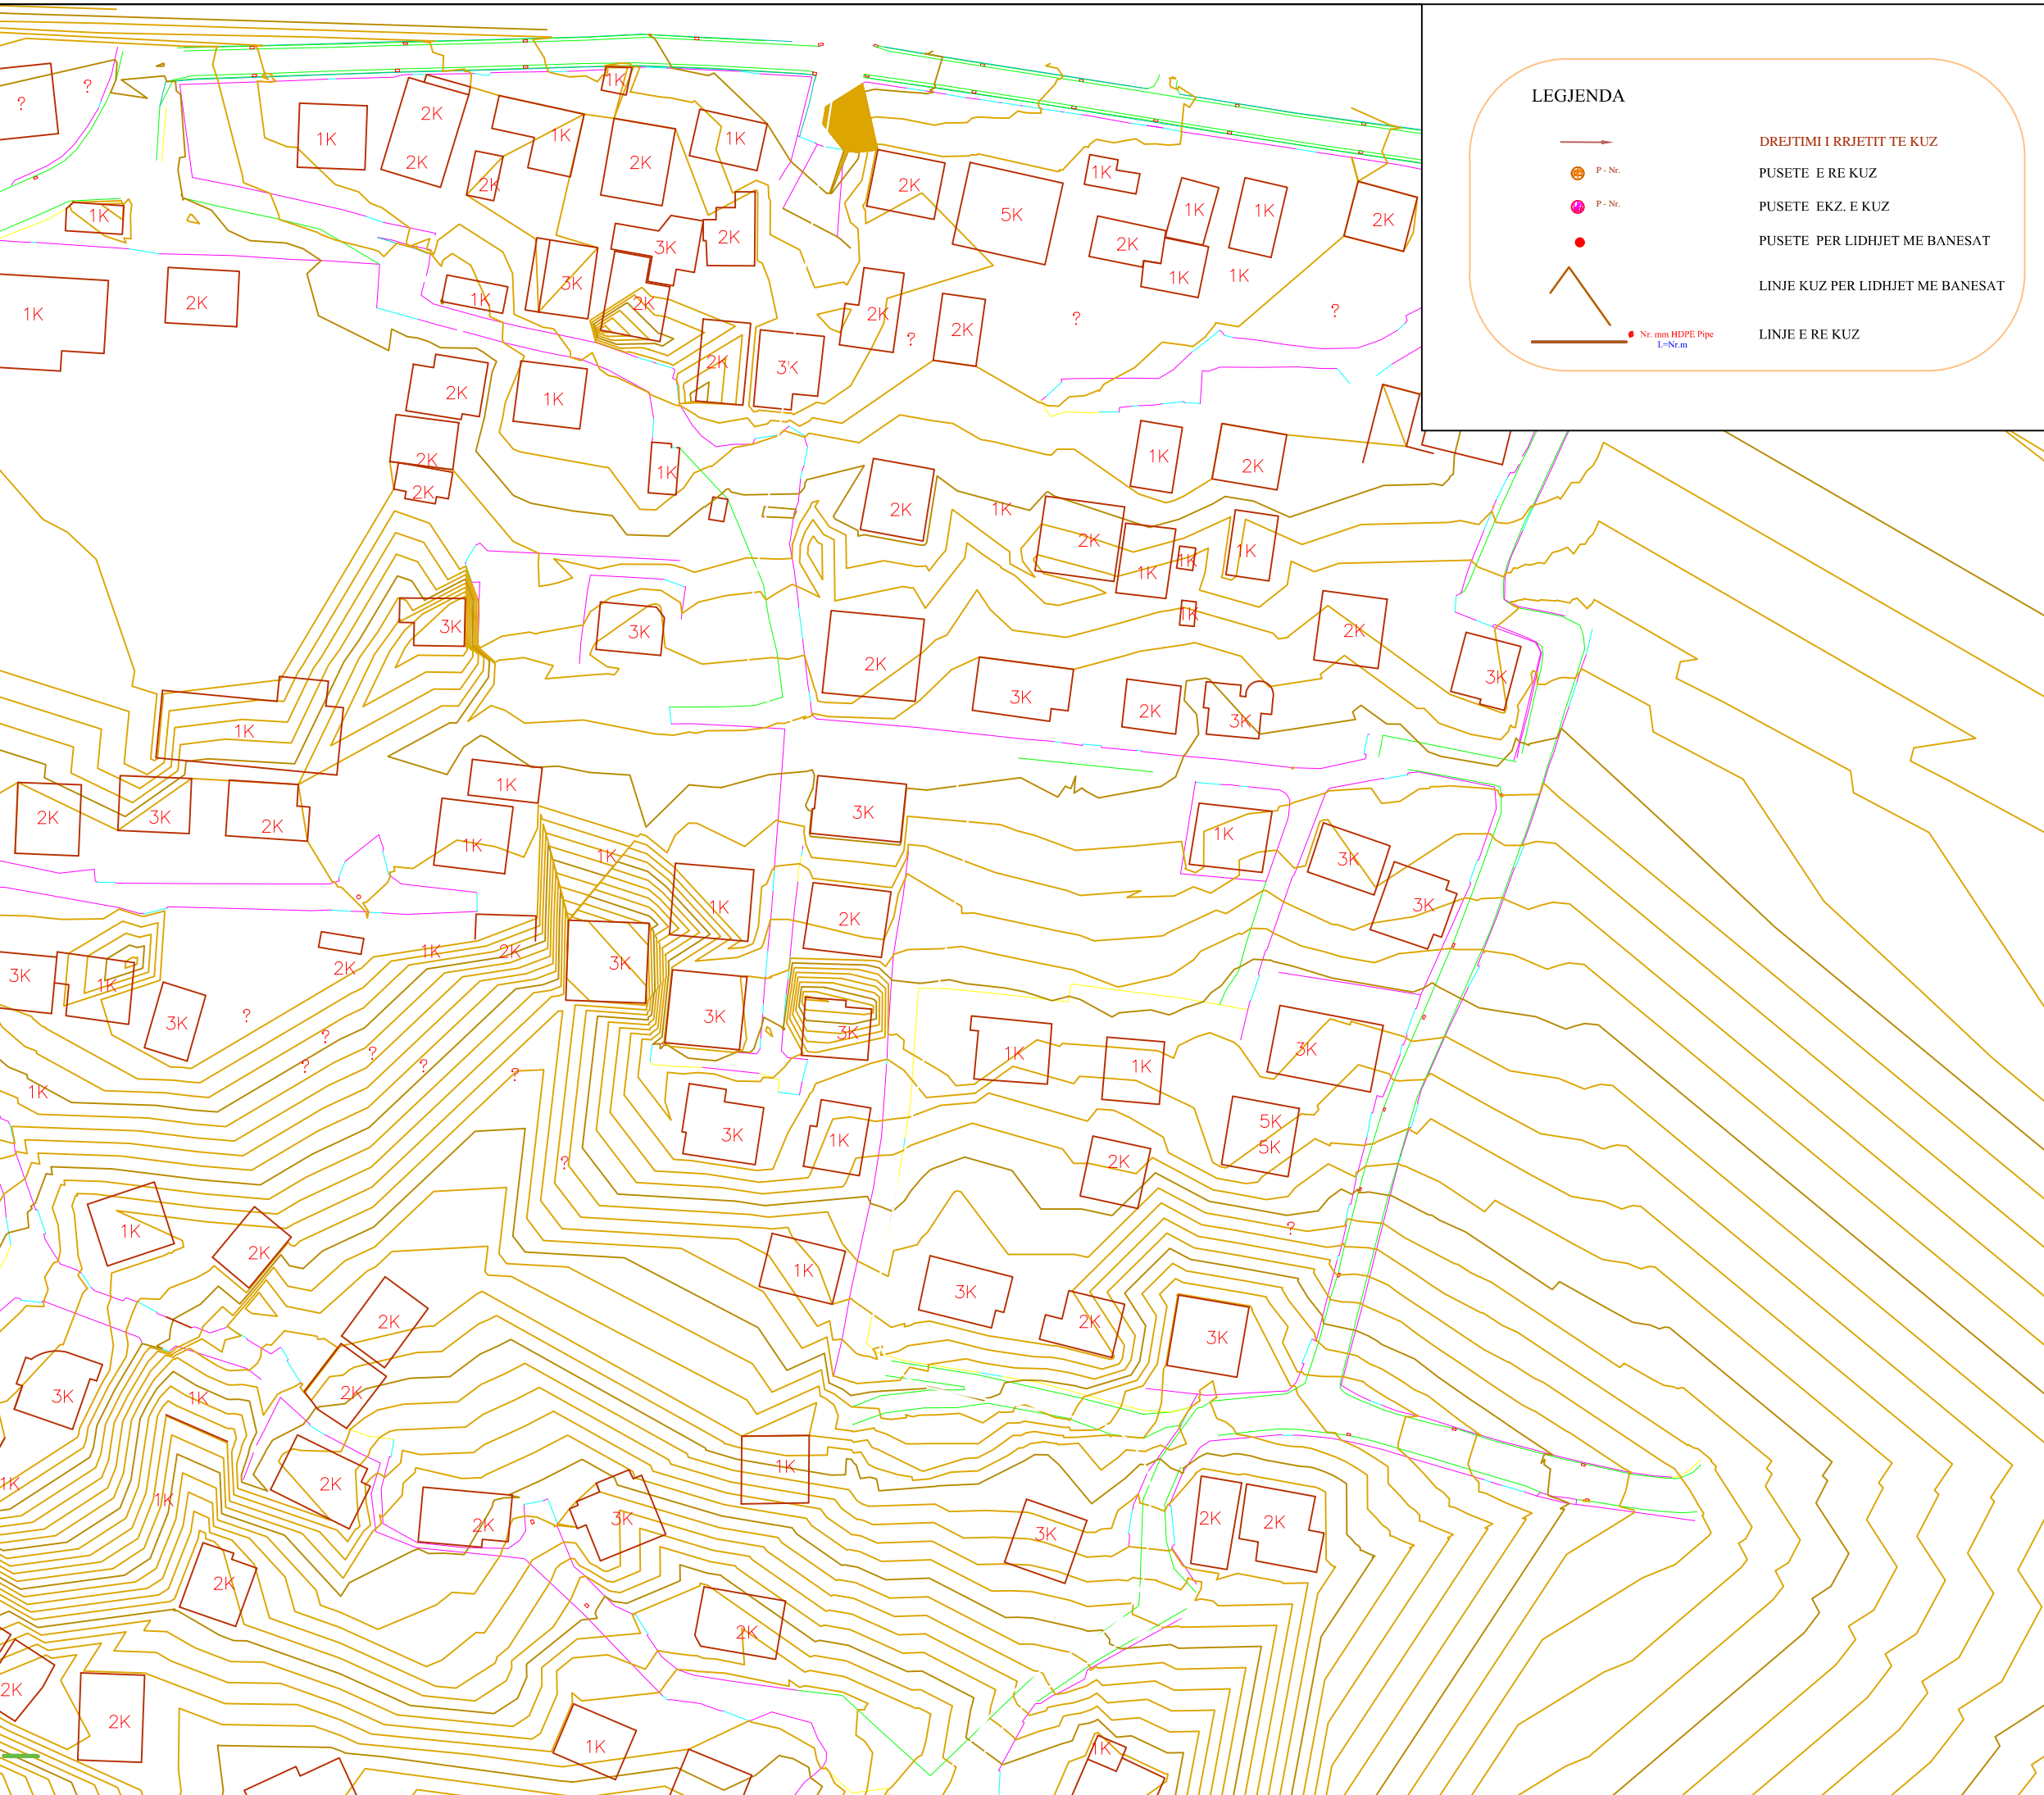 LEGJENDA
DREJTIMI I RRJETIT TE KUZ
P - Nr.
PUSETE E RE KUZ
P - Nr.
PUSETE EKZ. E KUZ
PUSETE PER LIDHJET ME BANESAT
LINJE KUZ PER LIDHJET ME BANESAT
Nr. mm HDPE Pipe
L=Nr.m
LINJE E RE KUZ
?
?
1K
2K
2K
1K
1K
2K
1K
2K
1K
1K
2K
5K
1K
1K
1K
2K
2K
3K
2K
1K
1K
3K
2K
1K
2K
1K
2K
2K
?
?
?
2K
3K
2K
1K
2K
2K
1K
1K
2K
2K
1K
2K
1K
1K
1K
1K
3K
3K
2K
2K
3K
3K
2K
3K
1K
1K
2K
3K
2K
1K
1K
3K
1K
3K
1K
2K
3K
1K
2K
2K
3K
3K
1K
3K
?
3K
3K
?
?
?
?
?
1K
1K
3K
1K
5K
5K
3K
1K
2K
?
1K
2K
?
1K
3K
2K
2K
3K
3K
2K
1K
1K
1K
2K
1K
2K
3K
3K
2K
2K
2K
2K
2K
2K
1K
1K